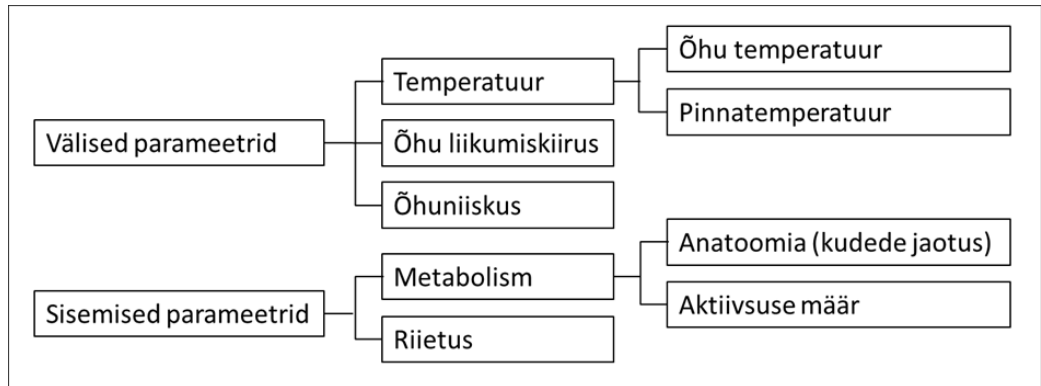 Välised parameetrid
Temperatuur
Õhu temperatuur
Pinnatemperatuur
Õhu liikumiskiirus
Õhuniiskus
Sisemised parameetrid
Metabolism
Anatoomia (kudede jaotus)
Aktiivsuse määr
Riietus